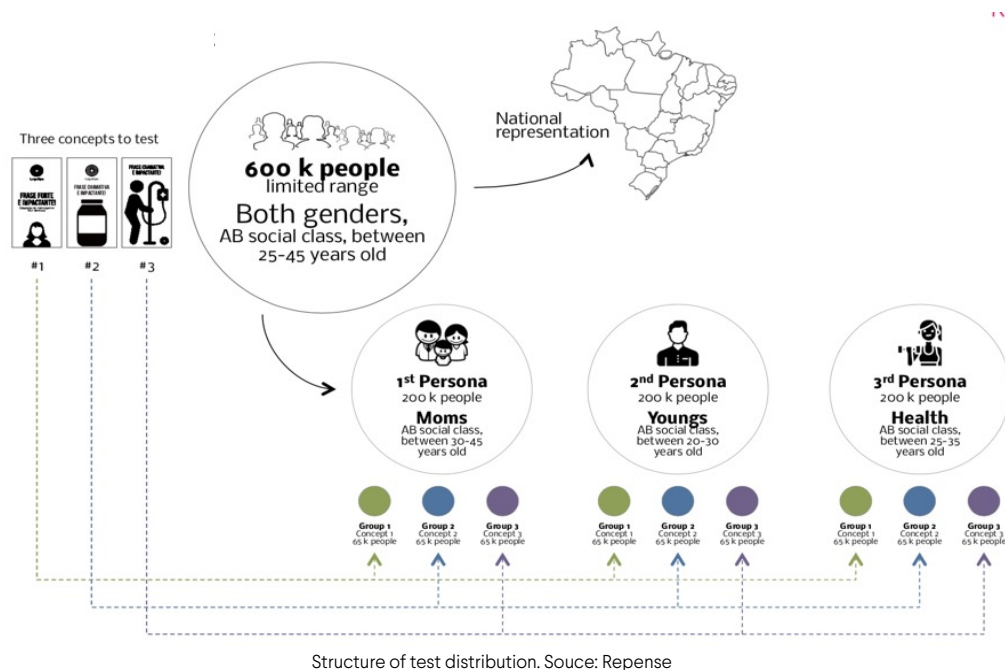 Three concepts to test
FRASE FORTE
E IMPACTANTE!
#1
FRASE CHAMATIVA
E IMPACTANTE!
#2
FRASE CHAMATIVA
E IMPACTANTE!
#3
600 k people
limited range
Both genders,
AB social class, between
25-45 years old
National
representation
1st Persona
200 k people
Moms
AB social class,
between 30-45
years old
2nd Persona
200 k people
Youngs
AB social class,
between 20-30
years old
3rd Persona
200 k people
Health
AB social class,
between 25-35
years old
Group 1
Concept 1
65 k people
Group 2
Concept 2
65 k people
Group 3
Concept 3
65 k people
Group 1
Concept 1
65 k people
Group 2
Concept 2
65 k people
Group 3
Concept 3
65 k people
Group 1
Concept 1
65 k people
Group 2
Concept 2
65 k people
Group 3
Concept 3
65 k people
Structure of test distribution. Souce: Repense